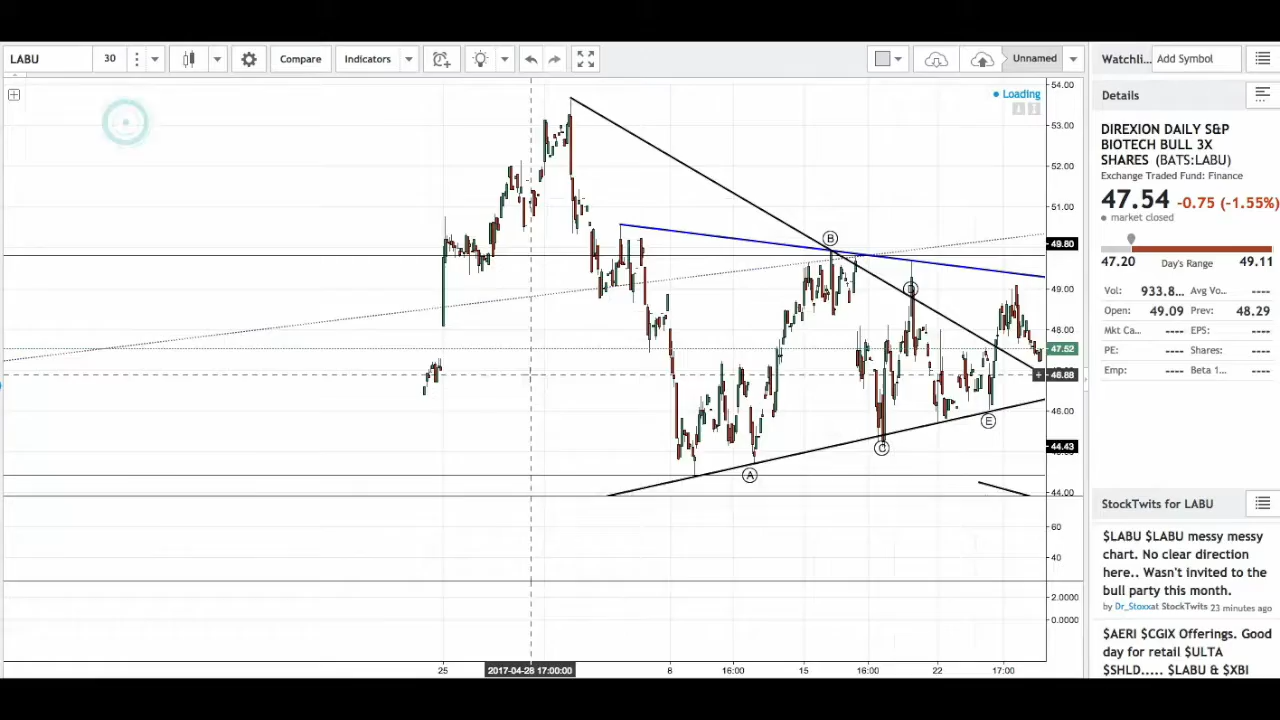 LABU 30 Compare Indicators Unnamed Watchli... Add Symbol
Loading
Details
DIREXION DAILY S&P
BIOTECH BULL 3X
SHARES (BATS:LABU)
Exchange Traded Fund: Finance
47.54 -0.75 (-1.55%)
market closed
47.20 Day's Range 49.11
Vol: 933.8... Avg Vo... ----
Open: 49.09 Prev: 48.29
Mkt Ca... ---- EPS: ----
PE: ---- Shares: ----
Emp: ---- Beta 1... ----
StockTwits for LABU
$LABU $LABU messy messy
chart. No clear direction
here.. Wasn't invited to the
bull party this month.
by Dr_Stoxxat StockTwits 23 minutes ago
$AERI $CGIX Offerings. Good
day for retail $ULTA
$SHLD..... $LABU & $XBI
54.00
53.00
52.00
51.00
49.80
49.00
48.00
47.52
46.88
46.00
44.43
44.00
60
40
2.0000
0.0000
B
D
E
C
A
25 2017-04-28 17:00:00 8 16:00 15 16:00 22 17:00